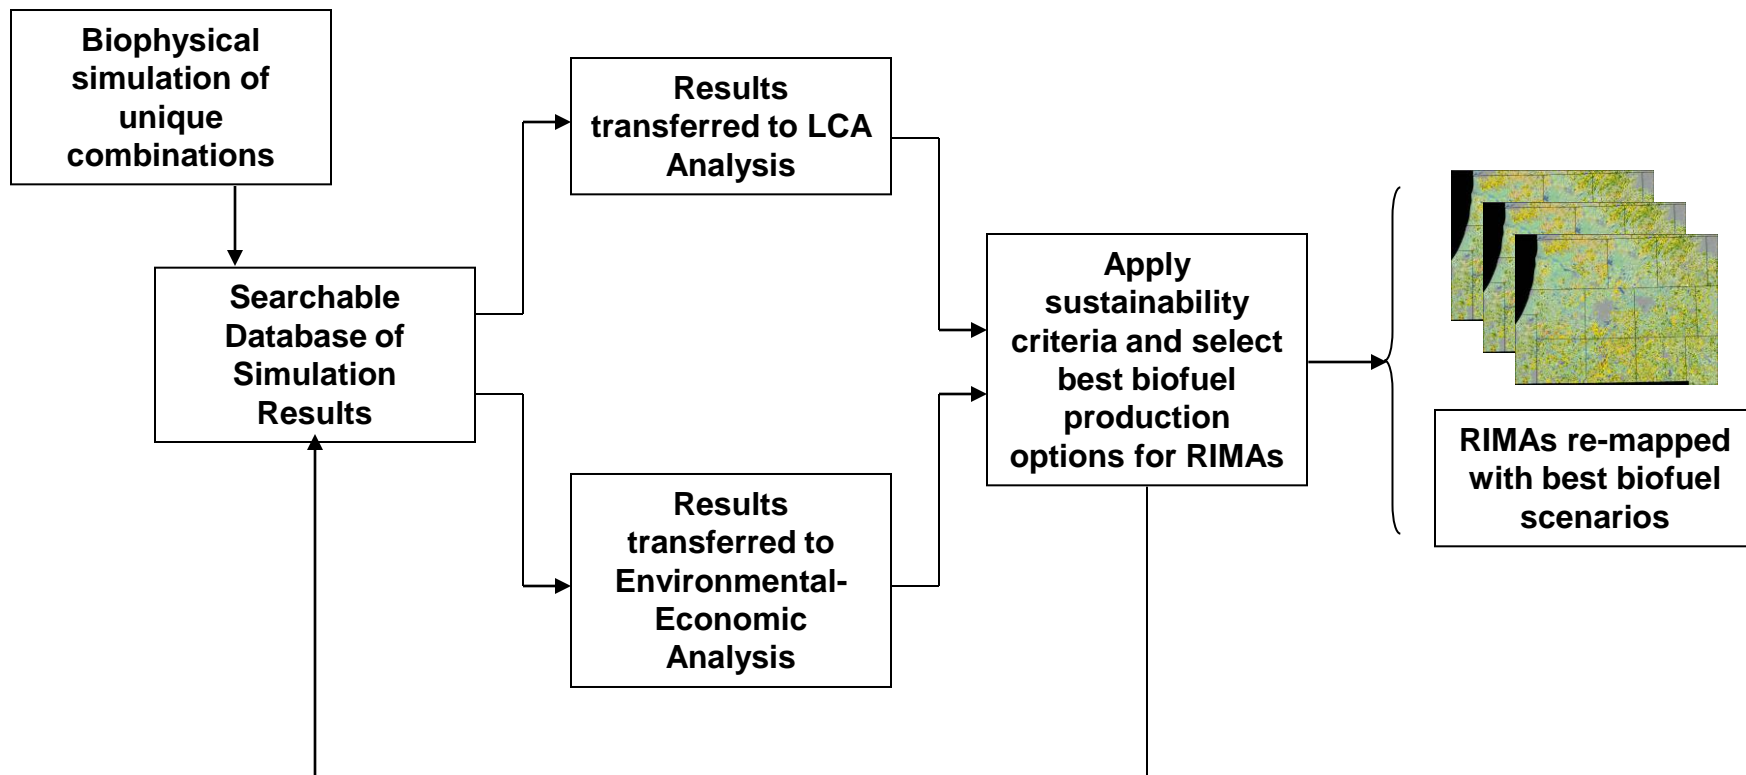 Biophysical
simulation of
unique
combinations
Searchable
Database of
Simulation
Results
Results
transferred to LCA
Analysis
Results
transferred to
Environmental-
Economic
Analysis
Apply
sustainability
criteria and select
best biofuel
production
options for RIMAs
RIMAs re-mapped
with best biofuel
scenarios